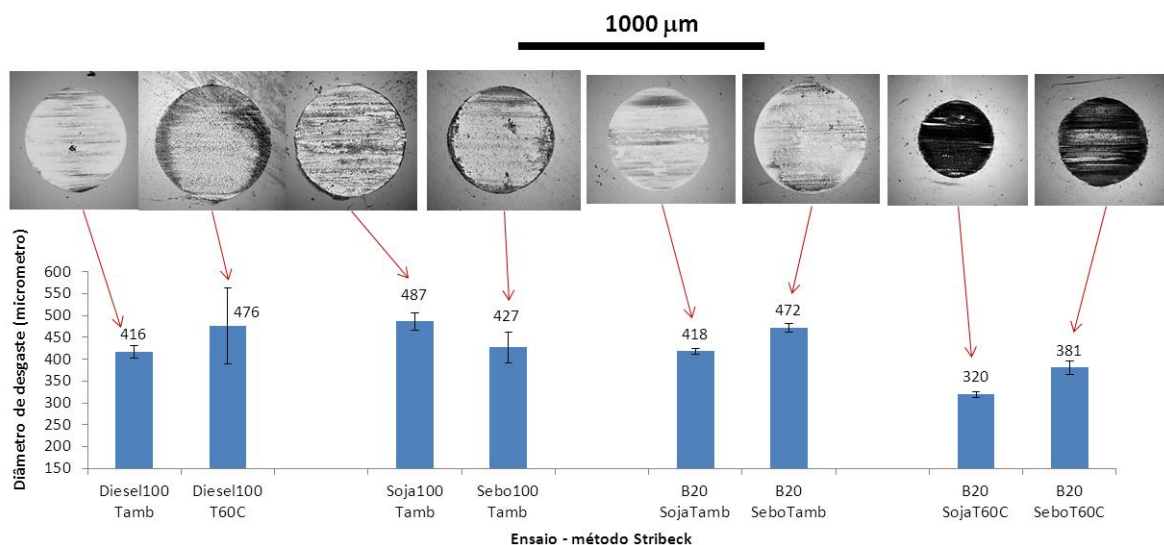 1000 µm
Diâmetro de desgaste (micrometro)
600
550
500
450
400
350
300
250
200
150
416
476
487
427
418
472
320
381
Diesel100 Tamb
Diesel100 T60C
Soja100 Tamb
Sebo100 Tamb
B20 SojaTamb
B20 SeboTamb
B20 SojaT60C
B20 SeboT60C
Ensaio - método Stribeck